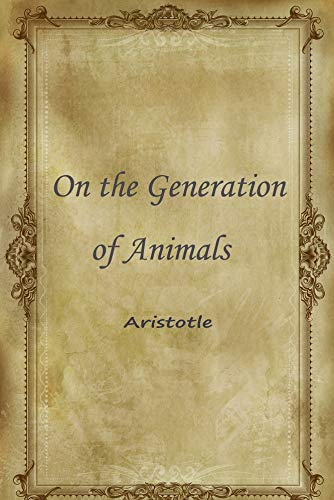 On the Generation
of Animals
Aristotle